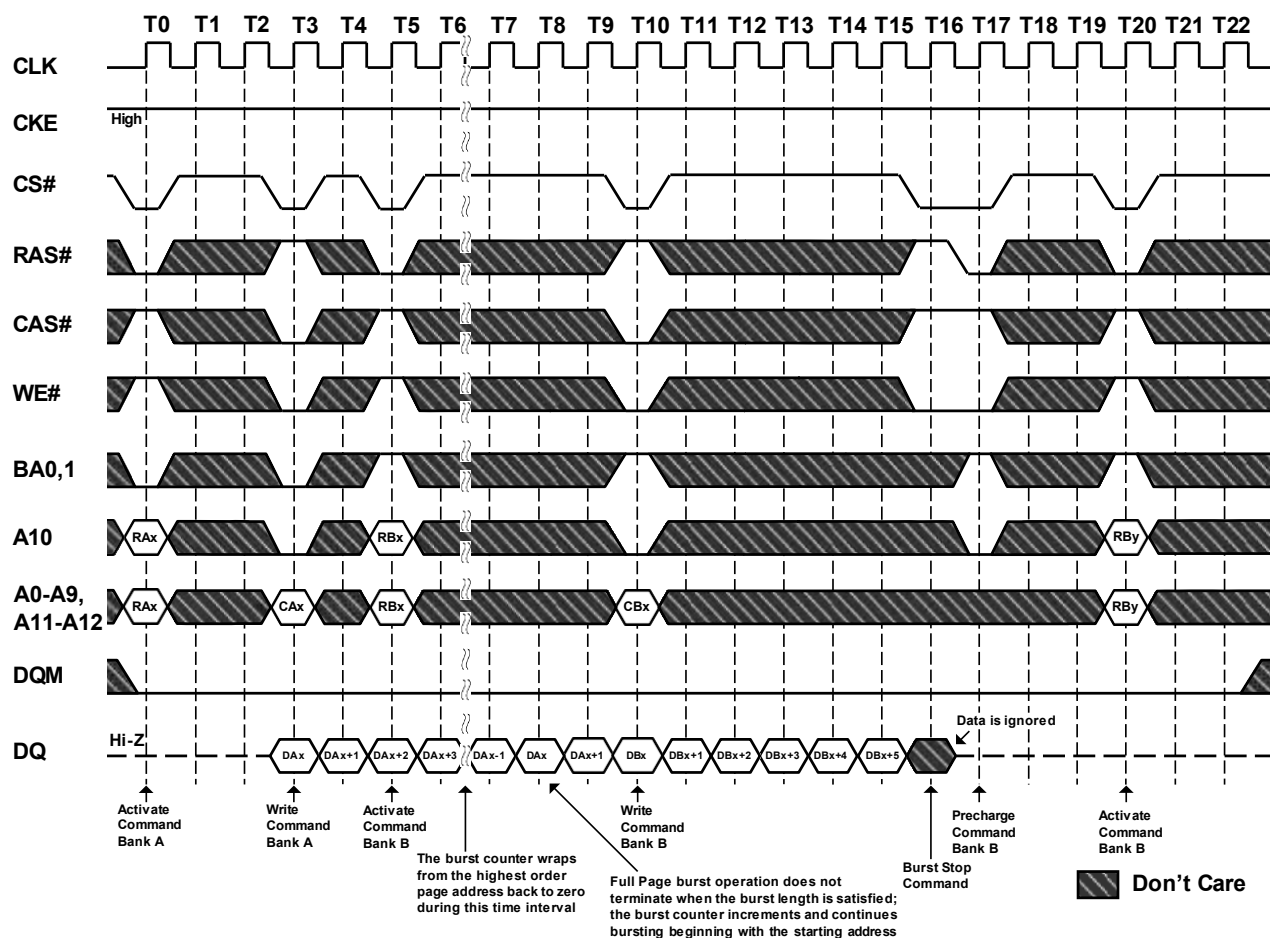 T0 T1 T2 T3 T4 T5 T6 T7 T8 T9 T10 T11 T12 T13 T14 T15 T16 T17 T18 T19 T20 T21 T22
CLK
CKE
High
CS#
RAS#
CAS#
WE#
BA0,1
A10
RAx RBx RBy
A0-A9,
A11-A12
RAx CAx RBx CBx RBy
DQM
DQ
Hi-Z
DAx DAx+1 DAx+2 DAx+3 DAx-1 DAx DAx+1 DBx DBx+1 DBx+2 DBx+3 DBx+4 DBx+5
Data is ignored
Activate
Command
Bank A
Write
Command
Bank A
Activate
Command
Bank B
The burst counter wraps
from the highest order
page address back to zero
during this time interval
Full Page burst operation does not
terminate when the burst length is satisfied;
the burst counter increments and continues
bursting beginning with the starting address
Write
Command
Bank B
Burst Stop
Command
Precharge
Command
Bank B
Activate
Command
Bank B
Don't Care